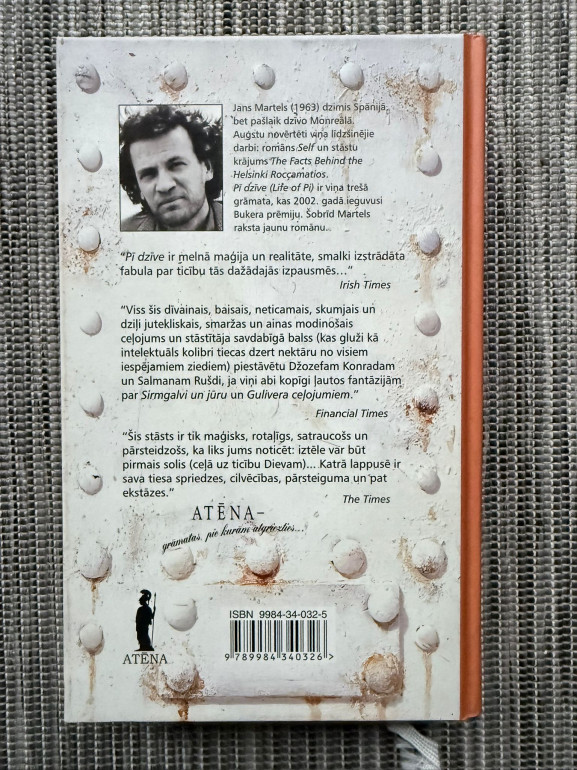 Jans Martels (1963) dzimis Spānijā,
bet pašlaik dzīvo Monreālā.
Augstu novērtēti viņa līdzšinējie
darbi: romāns Self un stāstu
krājums The Facts Behind the
Helsinki Roccamatios.
Pī dzīve (Life of Pi) ir viņa trešā
grāmata, kas 2002. gadā ieguvusi
Bukera prēmiju. Šobrīd Martels
raksta jaunu romānu.
“Pī dzīve ir melnā maģija un realitāte, smalki izstrādāta
fabula par ticību tās dažādajās izpausmēs...”
Irish Times
“Viss šis dīvainais, baisais, neticamais, skumjais un
dziļi jutekliskais, smaržas un ainas modinošais
ceļojums un stāstītāja savdabīgā balss (kas gluži kā
intelektuāls kolibri tiecas dzert nektāru no visiem
iespējamiem ziediem) piestāvētu Džozefam Konradam
un Salmanam Rušdi, ja viņi abi kopīgi ļautos fantāzijām
par Sirmgalvi un jūru un Gulivera ceļojumiem.”
Financial Times
“Šis stāsts ir tik maģisks, rotaļīgs, satraucošs un
pārsteidzošs, ka liks jums noticēt: iztēle var būt
pirmais solis (ceļā uz ticību Dievam)... Katrā lappusē ir
sava tiesa spriedzes, cilvēcības, pārsteiguma un pat
ekstāzes.”
The Times
ATĒNA–
grāmatas, pie kurām atgriezties...
ISBN 9984-34-032-5
9 789984 340326 >
ATĒNA